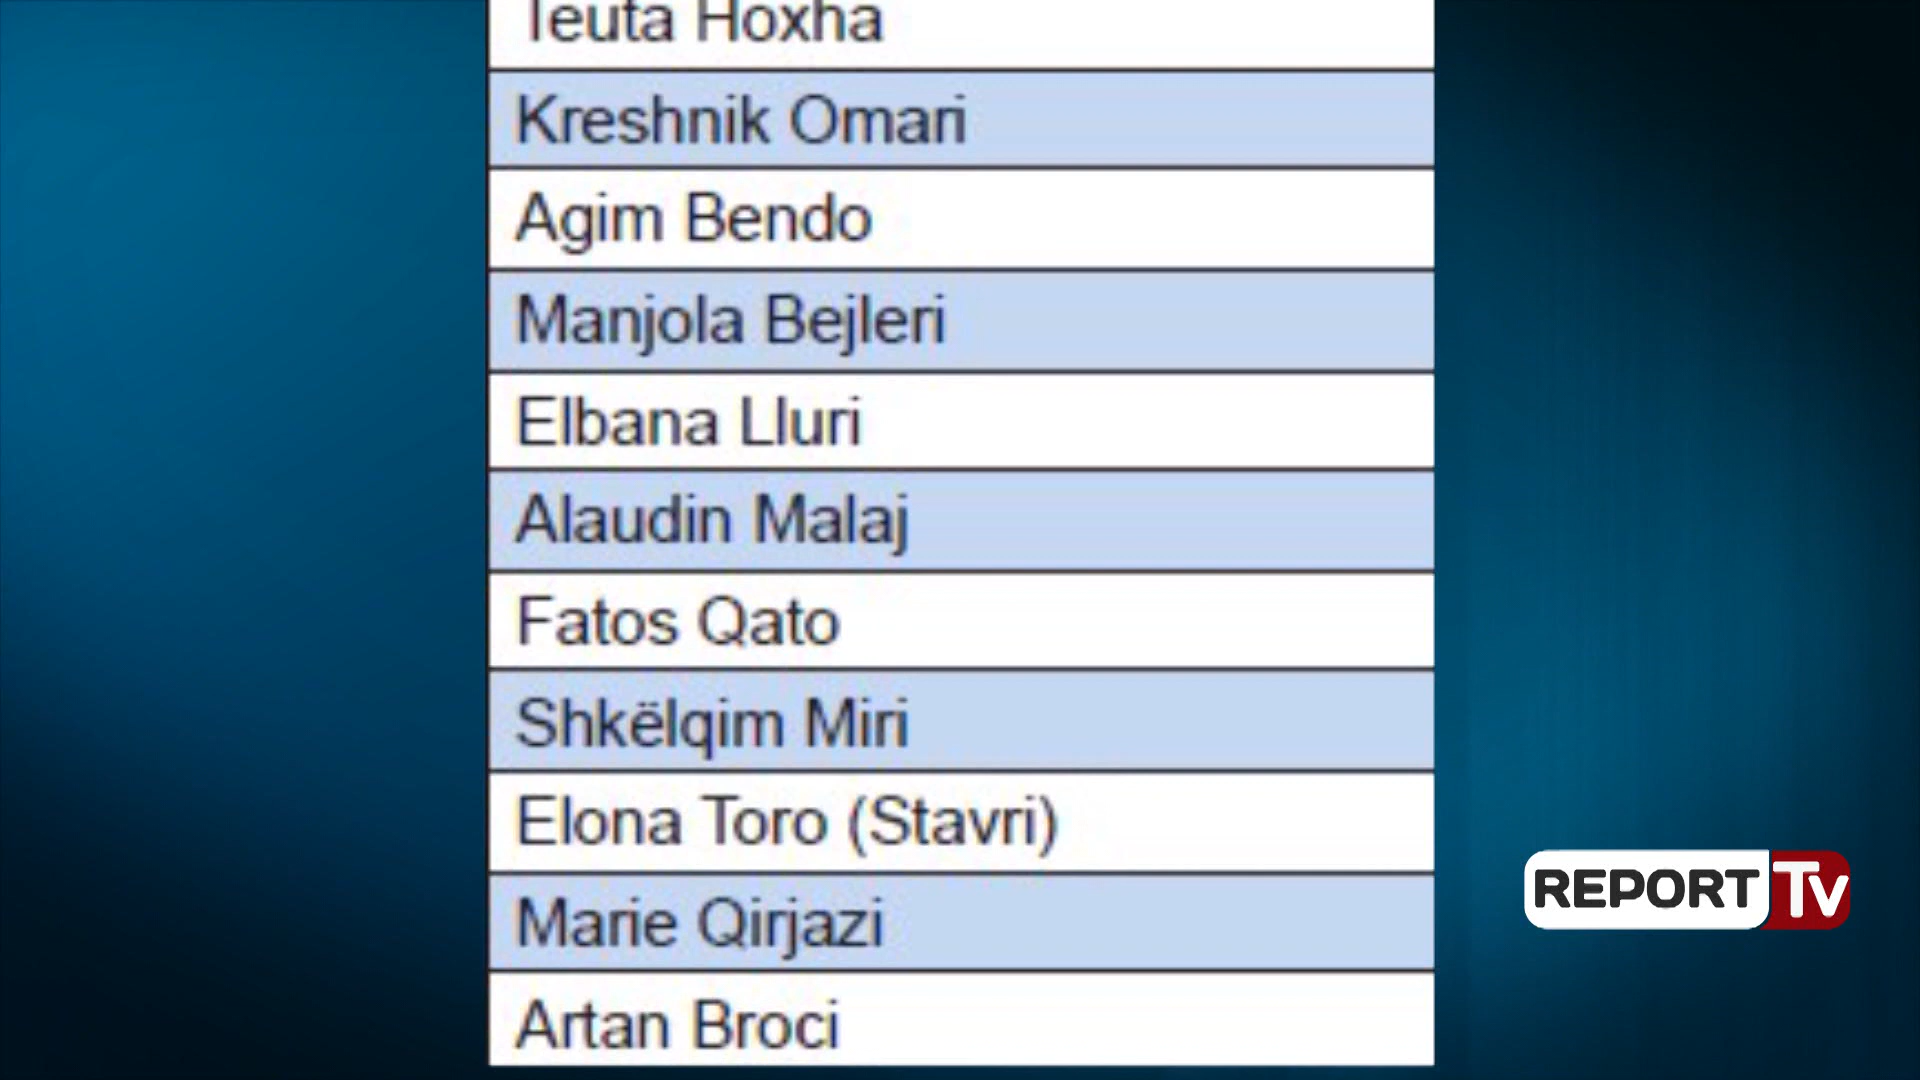 Teuta Hoxha
Kreshnik Omari
Agim Bendo
Manjola Bejleri
Elbana Lluri
Alaudin Malaj
Fatos Qato
Shkëlqim Miri
Elona Toro (Stavri)
Marie Qirjazi
Artan Broci
REPORT Tv